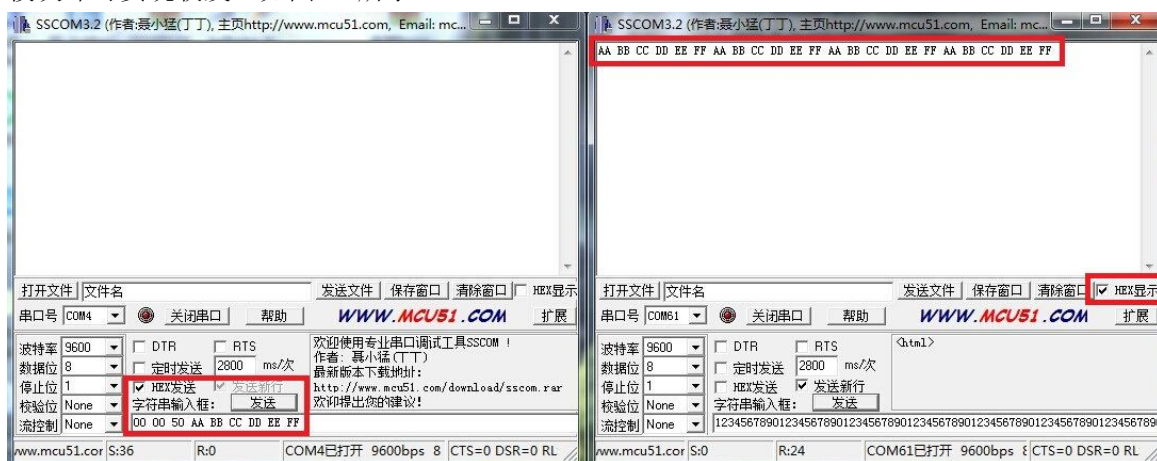 SSCOM3.2 (作者:聂小猛(丁丁), 主页http://www.mcu51.com, Email: mc...
打开文件 文件名 发送文件 保存窗口 清除窗口 HEX显示
串口号 COM4 关闭串口 帮助 WWW.MCU51.COM 扩展
波特率 9600 DTR RTS
数据位 8 定时发送 2800 ms/次
停止位 1 HEX发送 发送新行
校验位 None 字符串输入框: 发送
流控制 None 00 00 50 AA BB CC DD EE FF
欢迎使用专业串口调试工具SSCOM !
作者: 聂小猛(丁丁)
最新版本下载地址:
http://www.mcu51.com/download/sscom.rar
欢迎提出您的建议!
www.mcu51.cor S:36 R:0 COM4已打开 9600bps 8 CTS=0 DSR=0 RL
SSCOM3.2 (作者:聂小猛(丁丁), 主页http://www.mcu51.com, Email: mc...
AA BB CC DD EE FF AA BB CC DD EE FF AA BB CC DD EE FF AA BB CC DD EE FF
打开文件 文件名 发送文件 保存窗口 清除窗口 HEX显示
串口号 COM61 关闭串口 帮助 WWW.MCU51.COM 扩展
波特率 9600 DTR RTS
数据位 8 定时发送 2800 ms/次
停止位 1 HEX发送 发送新行
校验位 None 字符串输入框: 发送
流控制 None 1234567890123456789012345678901234567890123456789
<html>
www.mcu51.cor S:0 R:24 COM61已打开 9600bps CTS=0 DSR=0 RL